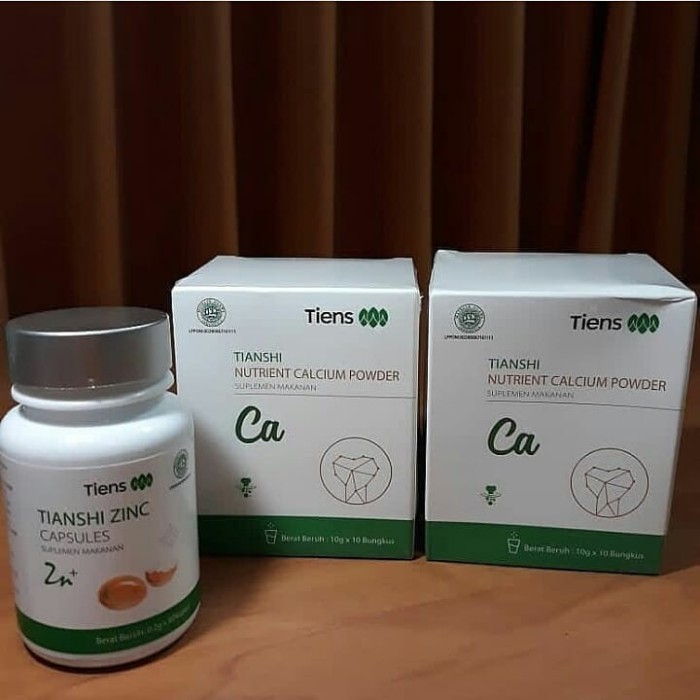 Tiens
TIANSHI ZINC
CAPSULES
SUPLEMEN MAKANAN
Zn+
Tiens
TIANSHI
NUTRIENT CALCIUM POWDER
SUPLEMEN MAKANAN
Ca
Berat Bersih : 10g x 10 Bungkus
Tiens
TIANSHI
NUTRIENT CALCIUM POWDER
SUPLEMEN MAKANAN
Ca
Berat Bersih : 10g x 10 Bungkus